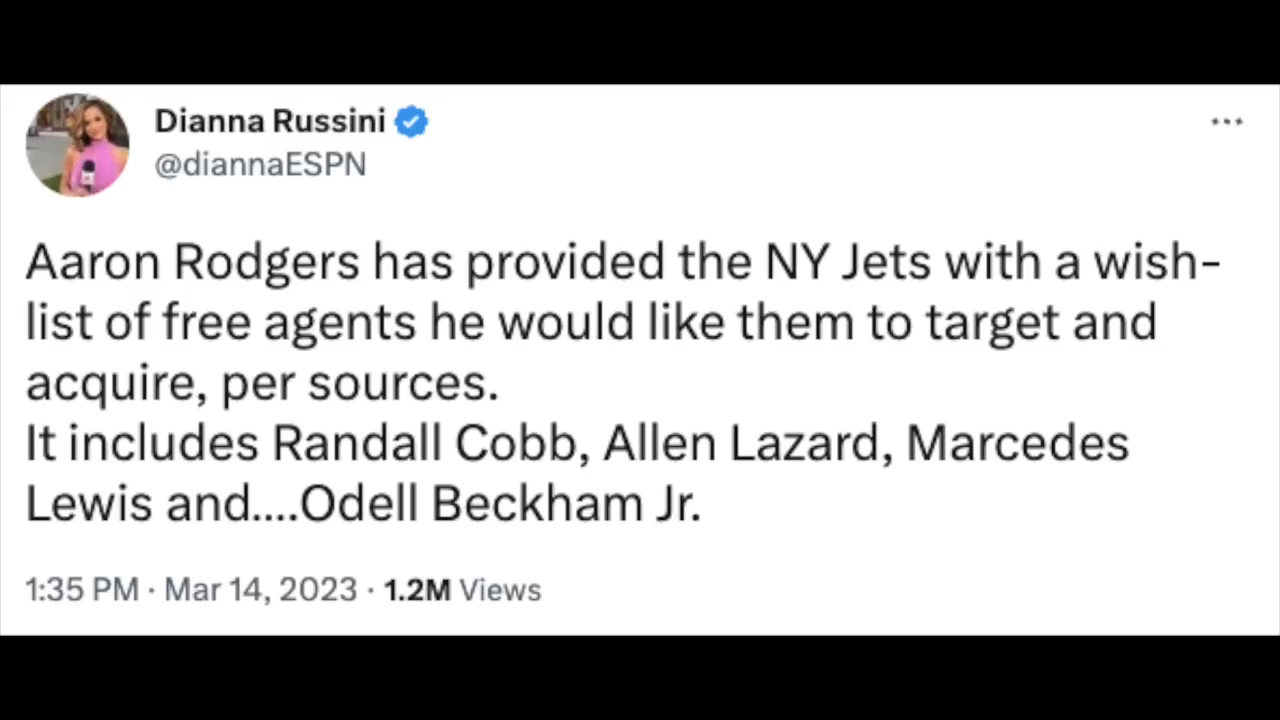 Dianna Russini
@diannaESPN
Aaron Rodgers has provided the NY Jets with a wish-
list of free agents he would like them to target and
acquire, per sources.
It includes Randall Cobb, Allen Lazard, Marcedes
Lewis and....Odell Beckham Jr.
1:35 PM · Mar 14, 2023 · 1.2M Views